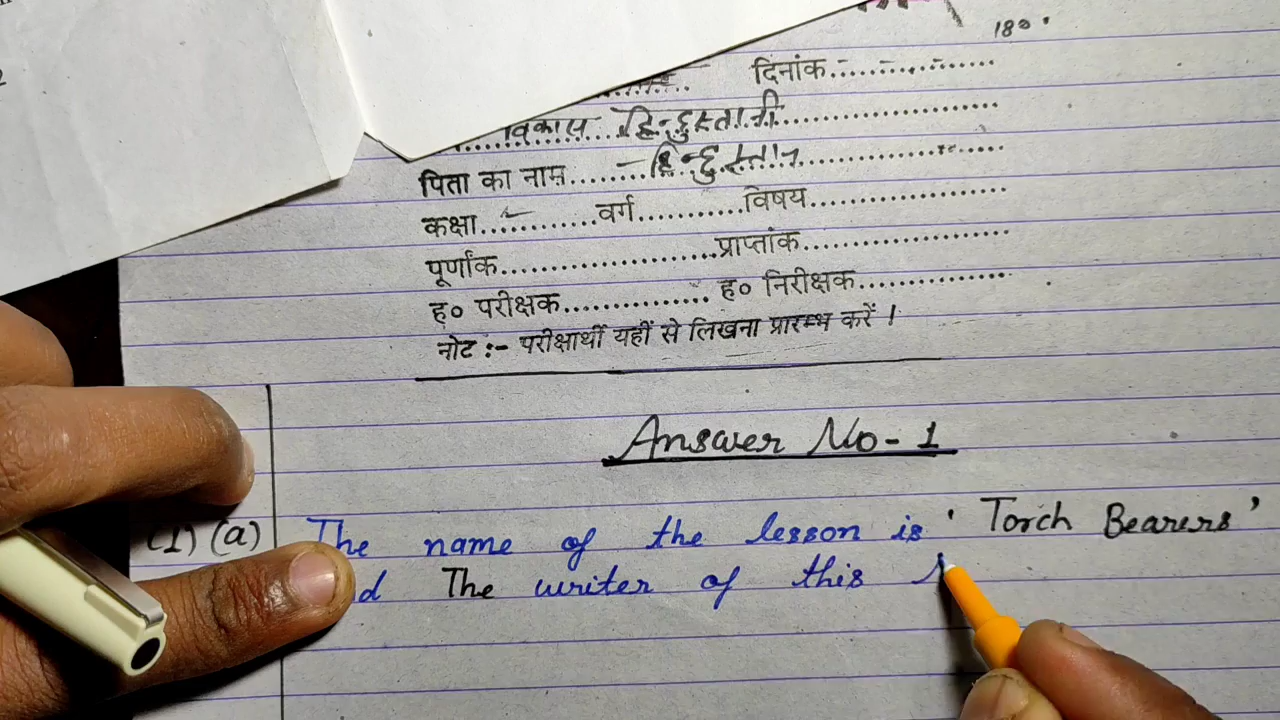 180
दिनांक
विकास हिन्दुस्तानी
पिता का नाम हिन्दुस्तान
कक्षा वर्ग विषय
पूर्णांक प्राप्तांक
ह० परीक्षक ह० निरीक्षक
नोट :- परीक्षार्थी यहीं से लिखना प्रारम्भ करें ।
Answer No - 1
(1) (a) The name of the lesson is ' Torch Bearers '
The writer of this